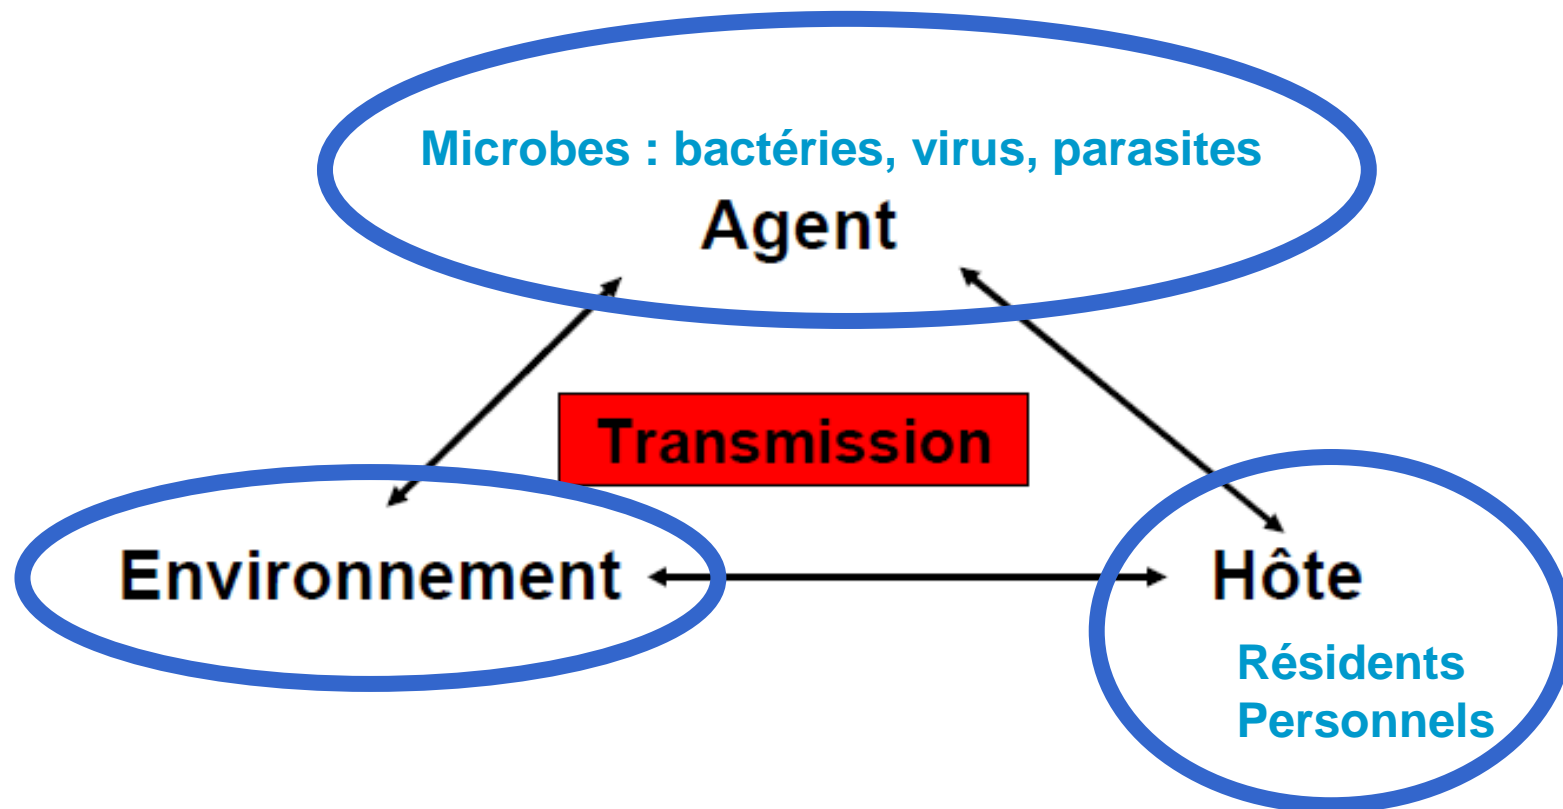 Microbes : bactéries, virus, parasites
Agent
Transmission
Environnement
Hôte
Résidents
Personnels